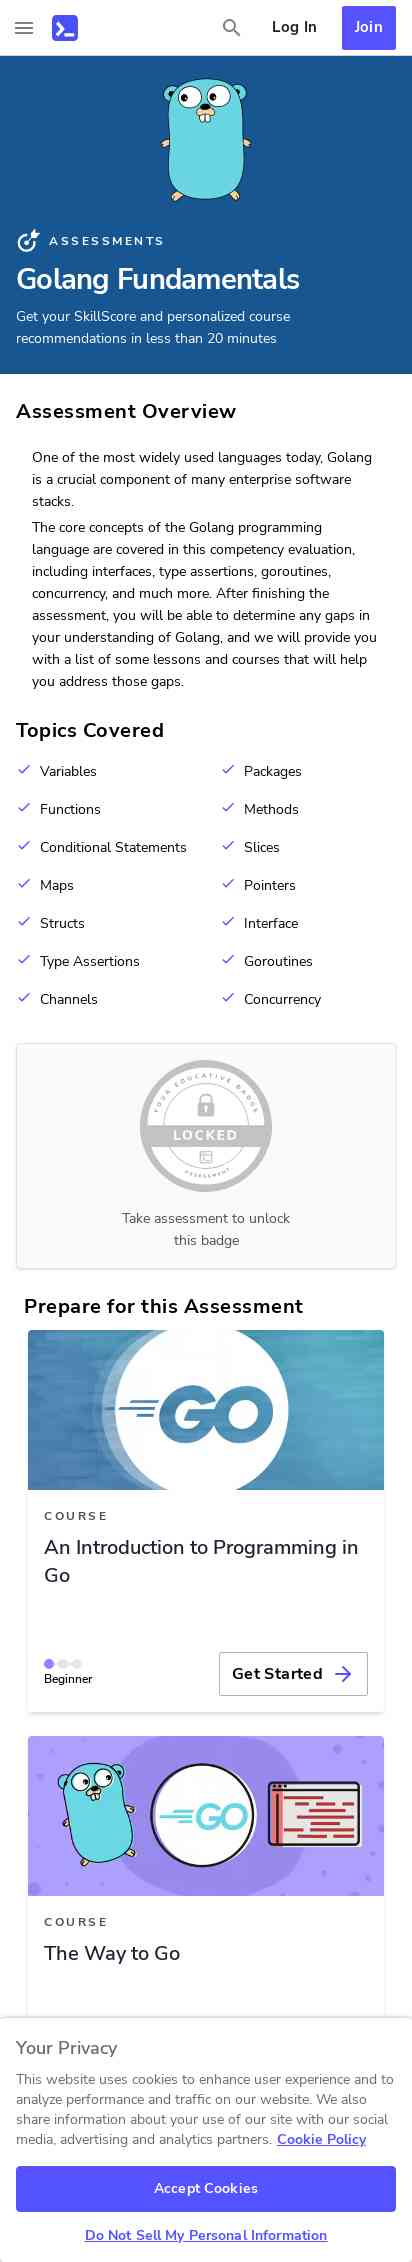 Log In
Join
ASSESSMENTS
Golang Fundamentals
Get your SkillScore and personalized course
recommendations in less than 20 minutes
Assessment Overview
One of the most widely used languages today, Golang
is a crucial component of many enterprise software
stacks.
The core concepts of the Golang programming
language are covered in this competency evaluation,
including interfaces, type assertions, goroutines,
concurrency, and much more. After finishing the
assessment, you will be able to determine any gaps in
your understanding of Golang, and we will provide you
with a list of some lessons and courses that will help
you address those gaps.
Topics Covered
Variables
Packages
Functions
Methods
Conditional Statements
Slices
Maps
Pointers
Structs
Interface
Type Assertions
Goroutines
Channels
Concurrency
YOUR EDUCATIVE BADGE
LOCKED
ASSESSMENT
Take assessment to unlock
this badge
Prepare for this Assessment
GO
COURSE
An Introduction to Programming in
Go
Beginner
Get Started
GO
COURSE
The Way to Go
Your Privacy
This website uses cookies to enhance user experience and to
analyze performance and traffic on our website. We also
share information about your use of our site with our social
media, advertising and analytics partners. Cookie Policy
Accept Cookies
Do Not Sell My Personal Information